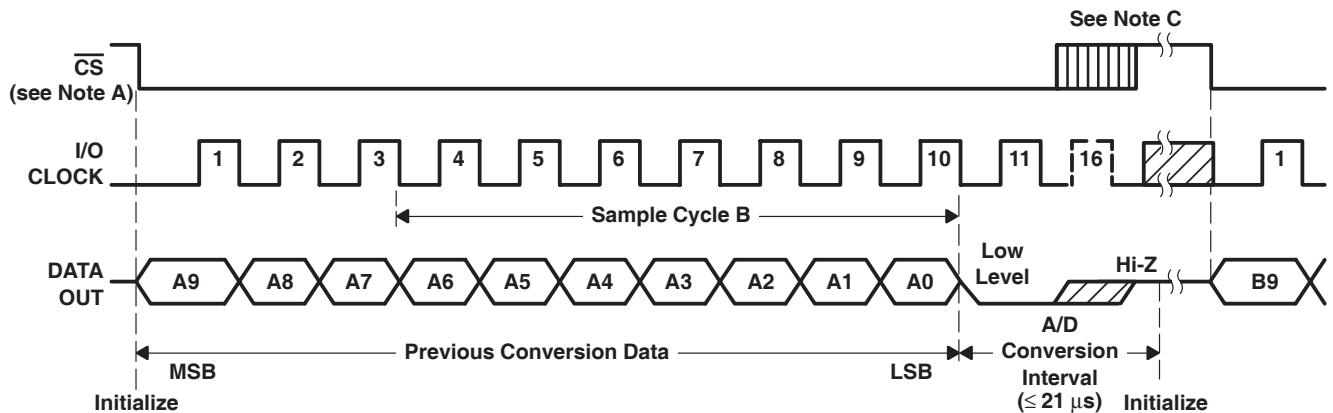 See Note C
CS
(see Note A)
I/O
CLOCK
1 2 3 4 5 6 7 8 9 10 11 16 1
Sample Cycle B
DATA
OUT
A9 A8 A7 A6 A5 A4 A3 A2 A1 A0
Low
Level
Hi-Z
B9
Previous Conversion Data
MSB
LSB
A/D
Conversion
Interval
(≤ 21 μs)
Initialize
Initialize